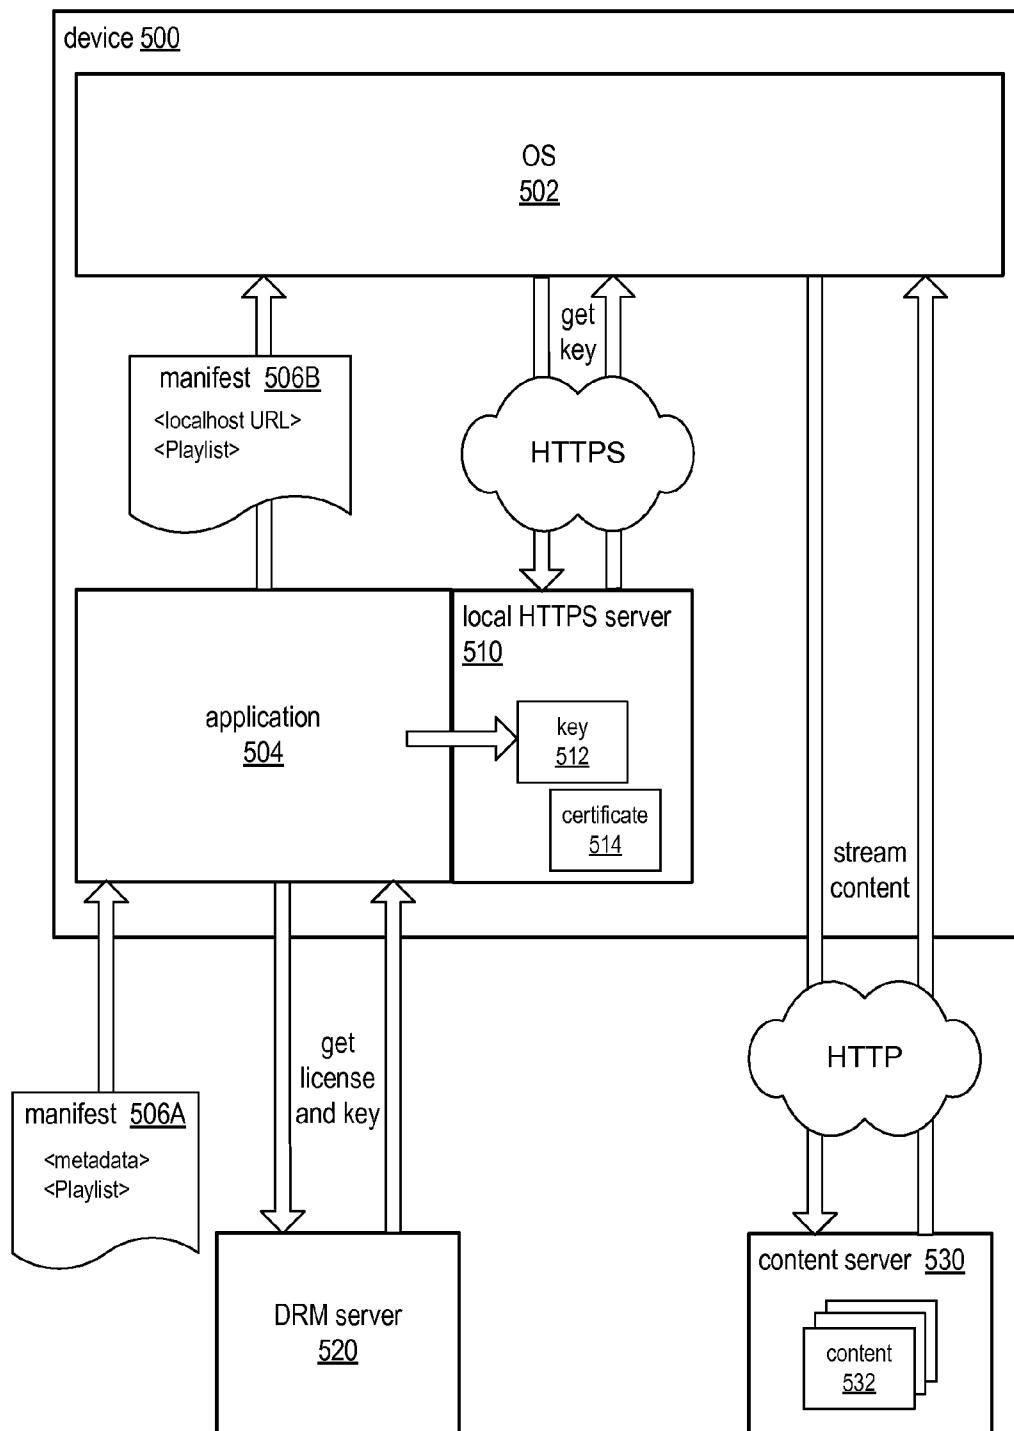 device 500
OS
502
get
key
manifest 506B
<localhost URL>
<Playlist>
HTTPS
local HTTPS server
510
application
504
key
512
certificate
514
stream
content
get
license
and key
HTTP
manifest 506A
<metadata>
<Playlist>
DRM server
520
content server 530
content
532